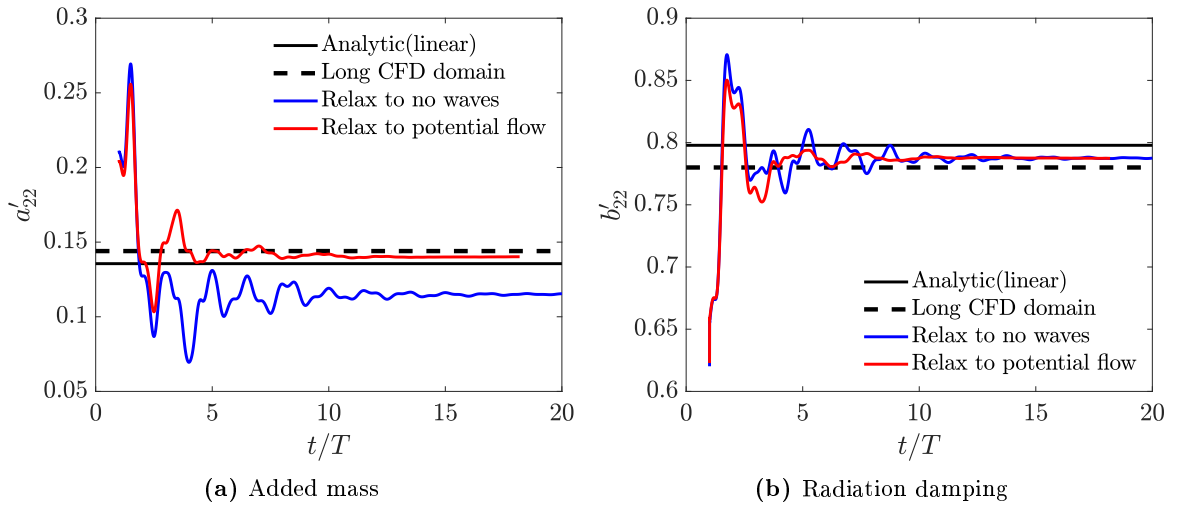 0.3
0.25
0.2
0.15
0.1
0.05
a′22
0 5 10 15 20
t/T
Analytic(linear)
Long CFD domain
Relax to no waves
Relax to potential flow
(a) Added mass
0.9
0.85
0.8
0.75
0.7
0.65
0.6
b′22
0 5 10 15 20
t/T
Analytic(linear)
Long CFD domain
Relax to no waves
Relax to potential flow
(b) Radiation damping